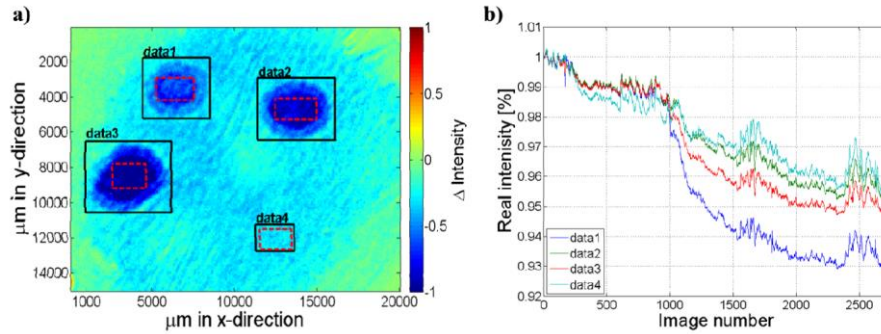 a)
data1
data2
data3
data4
2000
4000
6000
8000
10000
12000
14000
1000
5000
10000
15000
20000
µm in y-direction
µm in x-direction
1
0.5
0
-0.5
-1
Δ Intensity
b)
1.01
1
0.99
0.98
0.97
0.96
0.95
0.94
0.93
0.92
0
500
1000
1500
2000
2500
Real intenisity [%]
Image number
data1
data2
data3
data4